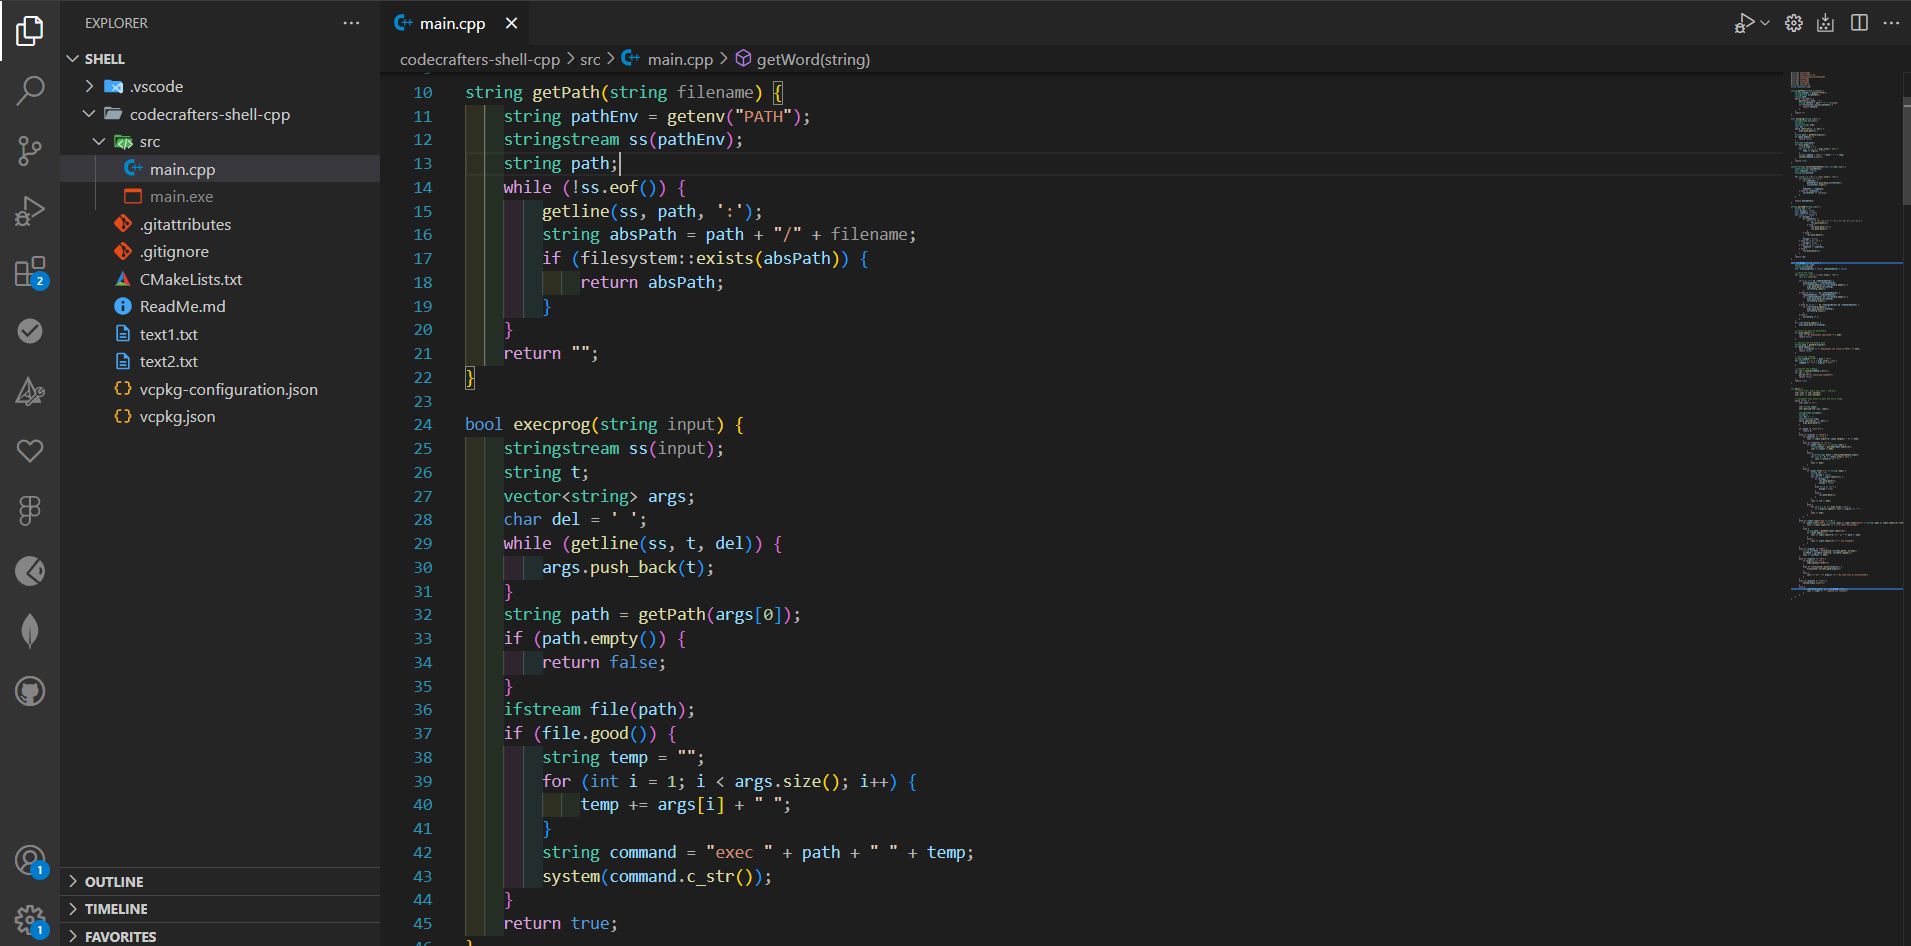 EXPLORER
SHELL
.vscode
codecrafters-shell-cpp
src
main.cpp
main.exe
.gitattributes
.gitignore
CMakeLists.txt
ReadMe.md
text1.txt
text2.txt
vcpkg-configuration.json
vcpkg.json
OUTLINE
TIMELINE
FAVORITES
2
1
1
main.cpp
codecrafters-shell-cpp > src > main.cpp > getWord(string)
10 string getPath(string filename) {
11     string pathEnv = getenv("PATH");
12     stringstream ss(pathEnv);
13     string path;
14     while (!ss.eof()) {
15         getline(ss, path, ':');
16         string absPath = path + "/" + filename;
17         if (filesystem::exists(absPath)) {
18             return absPath;
19         }
20     }
21     return "";
22 }
23
24 bool execprog(string input) {
25     stringstream ss(input);
26     string t;
27     vector<string> args;
28     char del = ' ';
29     while (getline(ss, t, del)) {
30         args.push_back(t);
31     }
32     string path = getPath(args[0]);
33     if (path.empty()) {
34         return false;
35     }
36     ifstream file(path);
37     if (file.good()) {
38         string temp = "";
39         for (int i = 1; i < args.size(); i++) {
40             temp += args[i] + " ";
41         }
42         string command = "exec " + path + " " + temp;
43         system(command.c_str());
44     }
45     return true;